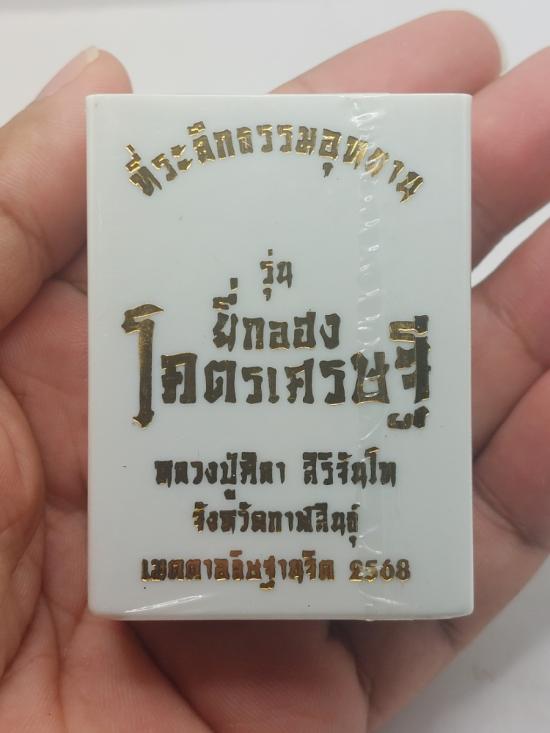 ที่ระลึกธรรมอุทยาน
รุ่น
ยี่กอฮง
โคตรเศรษฐี
หลวงปู่ศิลา สิริจันโท
จังหวัดกาฬสินธุ์
เมตตาอธิษฐานจิต 2568